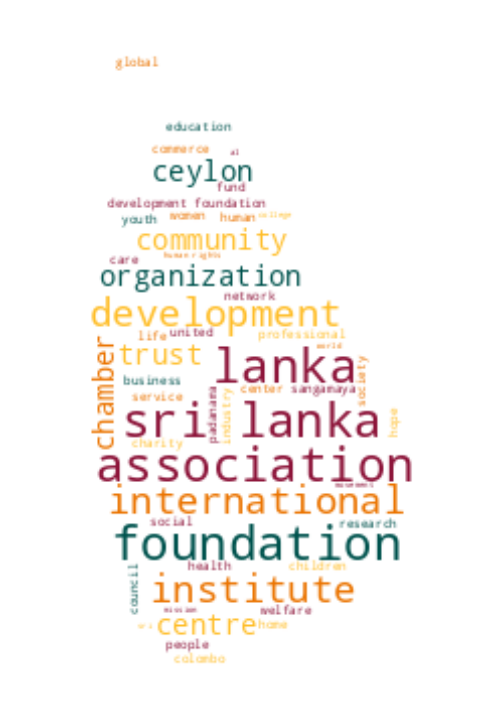 global
education
commerce
al
ceylon
fund
development foundation
youth women human college
community
human rights
care
organization
network
development
life united professional
world
trust
lanka
chamber
business
society
service
padanama
industry
center sangamaya
sri lanka
hope
charity
association
movement
international
social research
foundation
health children
council
institute
mission welfare
centre home
people
colombo